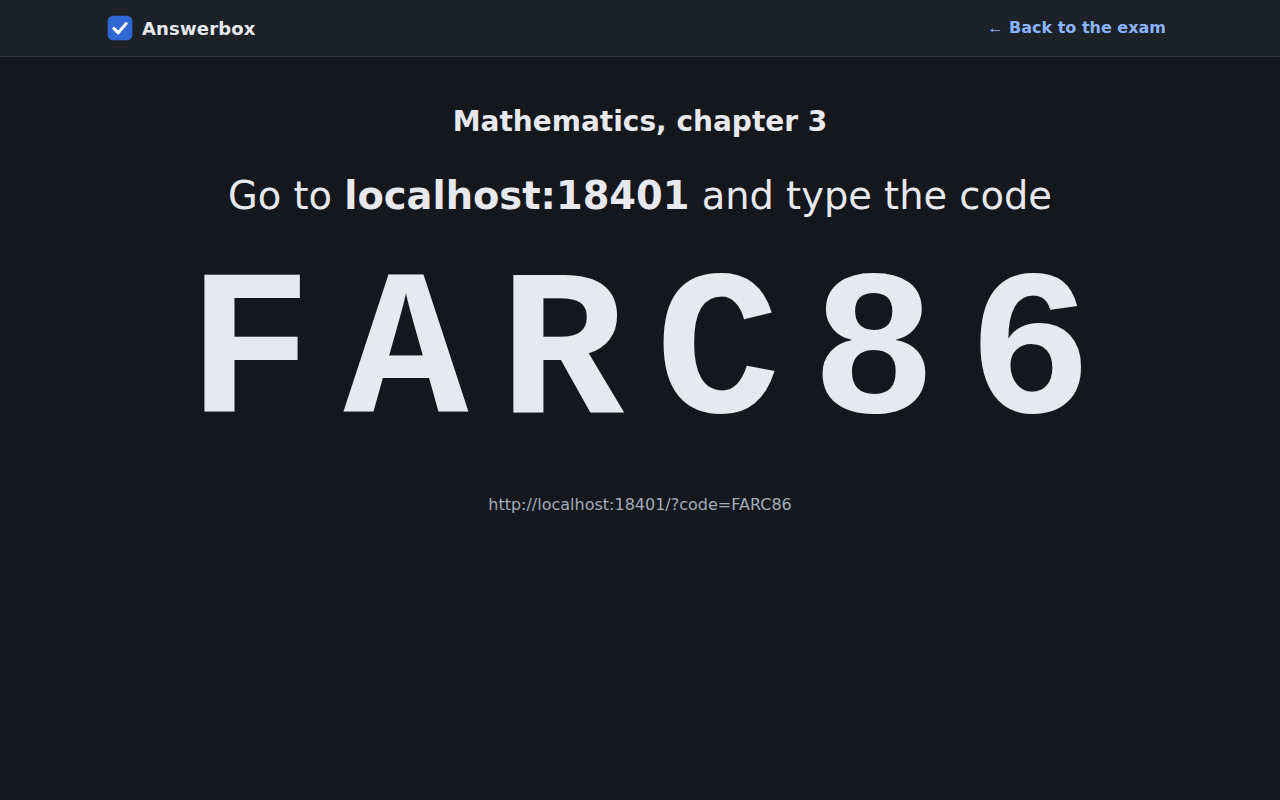 Answerbox
← Back to the exam
Mathematics, chapter 3
Go to localhost:18401 and type the code
FARC86
http://localhost:18401/?code=FARC86